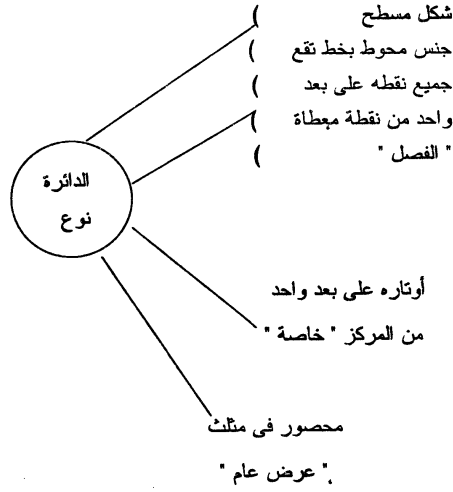 شكل مسطح (
جنس محوط بخط تقع (
جميع نقطه على بعد (
واحد من نقطة معطاة (
" الفصل " (
الدائرة
نوع
أوتاره على بعد واحد
من المركز " خاصة "
محصور فى مثلث
" عرض عام "